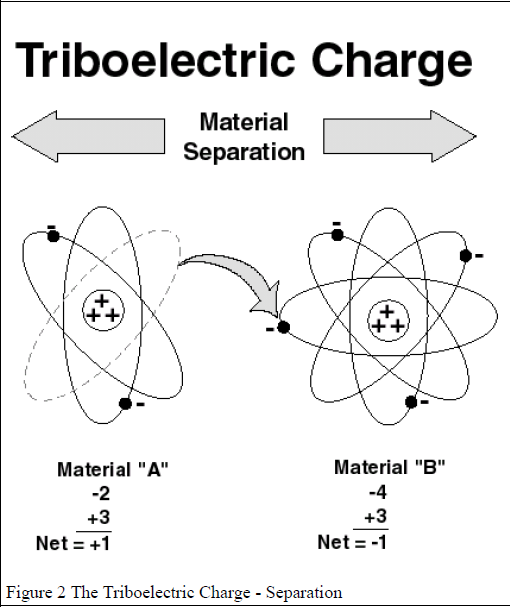 Triboelectric Charge
Material
Separation
-
+
++
-
-
-
-
+
++
-
Material "A"
-2
+3
Net = +1
Material "B"
-4
+3
Net = -1
Figure 2 The Triboelectric Charge - Separation